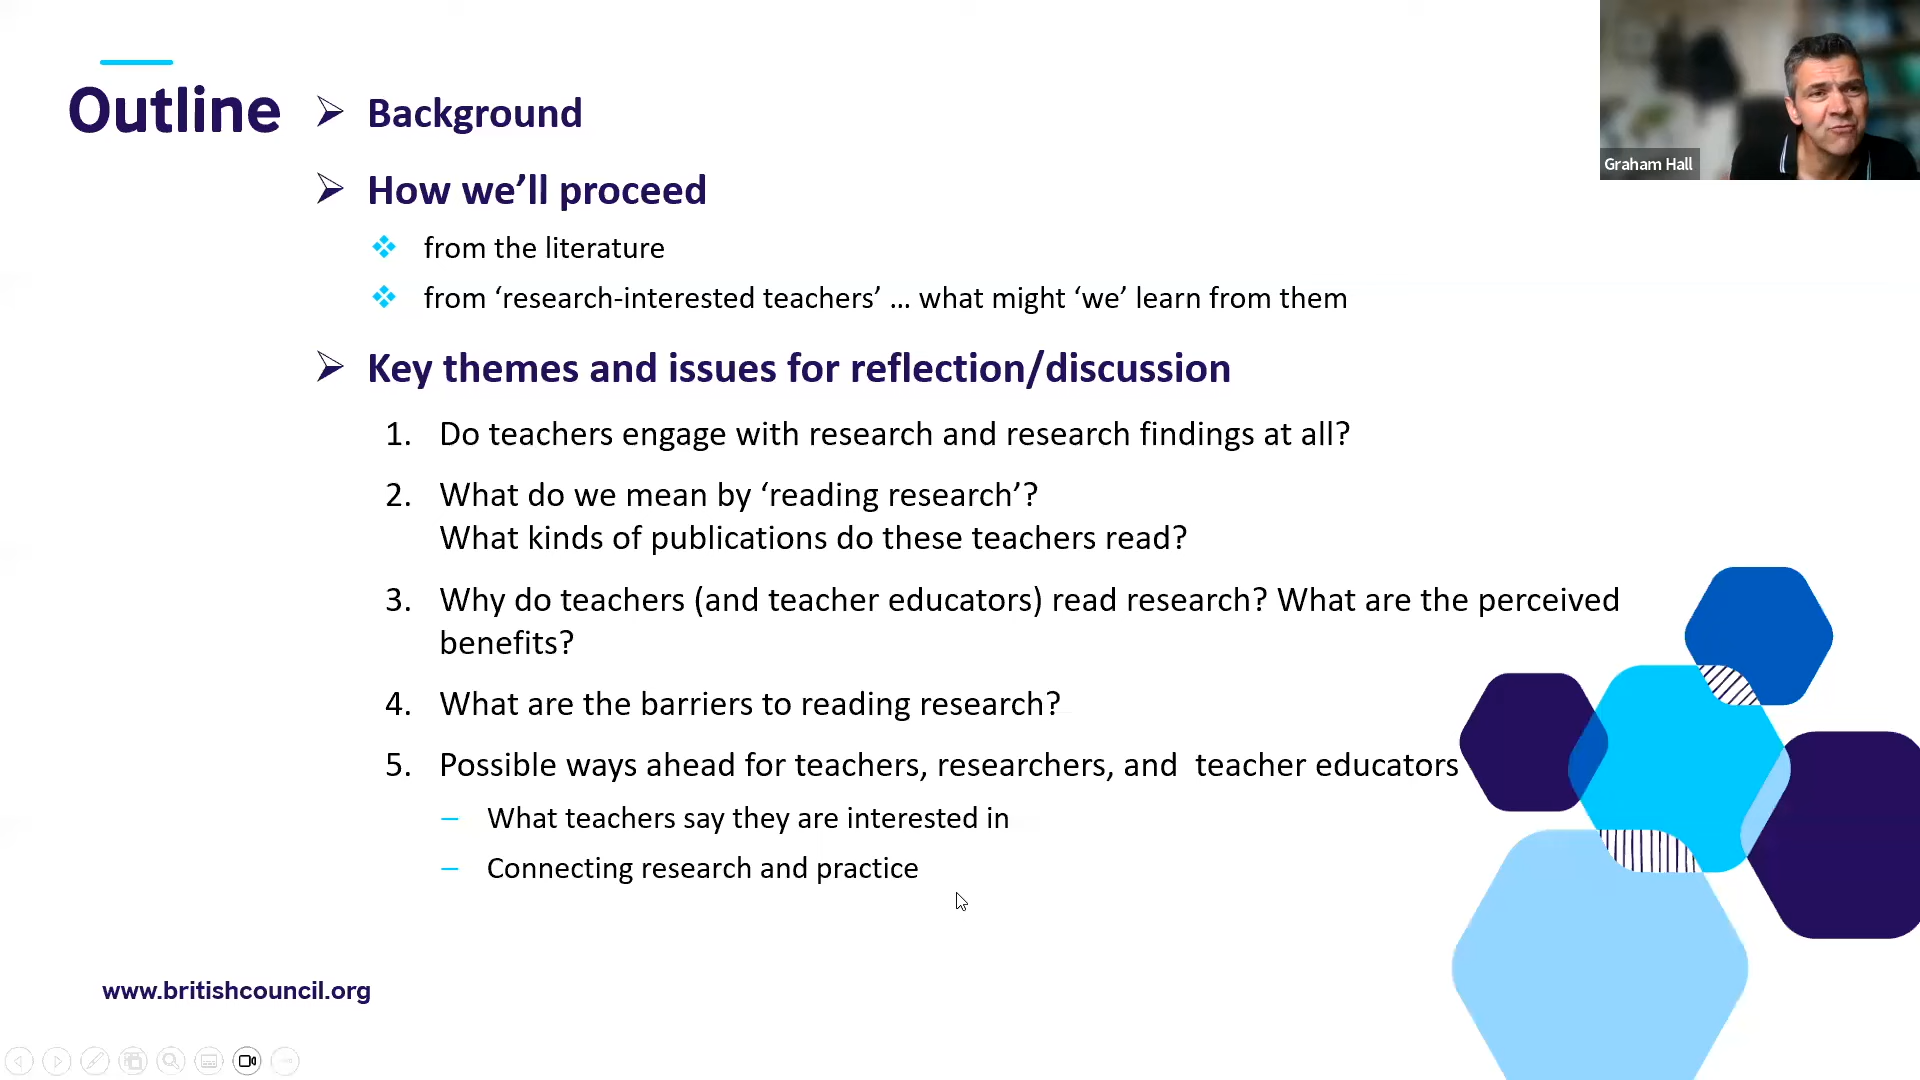 Outline
Background
How we’ll proceed
from the literature
from ‘research-interested teachers’ ... what might ‘we’ learn from them
Key themes and issues for reflection/discussion
1. Do teachers engage with research and research findings at all?
2. What do we mean by ‘reading research’?
What kinds of publications do these teachers read?
3. Why do teachers (and teacher educators) read research? What are the perceived
benefits?
4. What are the barriers to reading research?
5. Possible ways ahead for teachers, researchers, and teacher educators
– What teachers say they are interested in
– Connecting research and practice
www.britishcouncil.org
Graham Hall